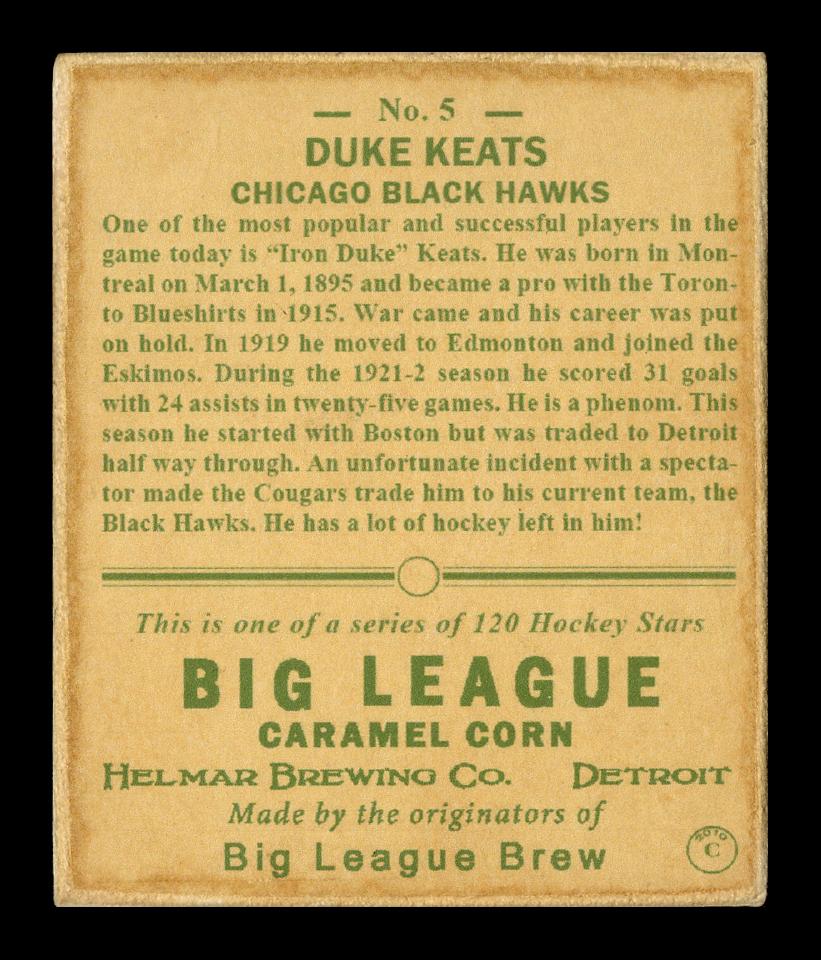 — No. 5 —
DUKE KEATS
CHICAGO BLACK HAWKS
One of the most popular and successful players in the
game today is “Iron Duke” Keats. He was born in Mon-
treal on March 1, 1895 and became a pro with the Toron-
to Blueshirts in 1915. War came and his career was put
on hold. In 1919 he moved to Edmonton and joined the
Eskimos. During the 1921-2 season he scored 31 goals
with 24 assists in twenty-five games. He is a phenom. This
season he started with Boston but was traded to Detroit
half way through. An unfortunate incident with a specta-
tor made the Cougars trade him to his current team, the
Black Hawks. He has a lot of hockey left in him!
This is one of a series of 120 Hockey Stars
BIG LEAGUE
CARAMEL CORN
HELMAR BREWING CO. DETROIT
Made by the originators of
Big League Brew
2010
C